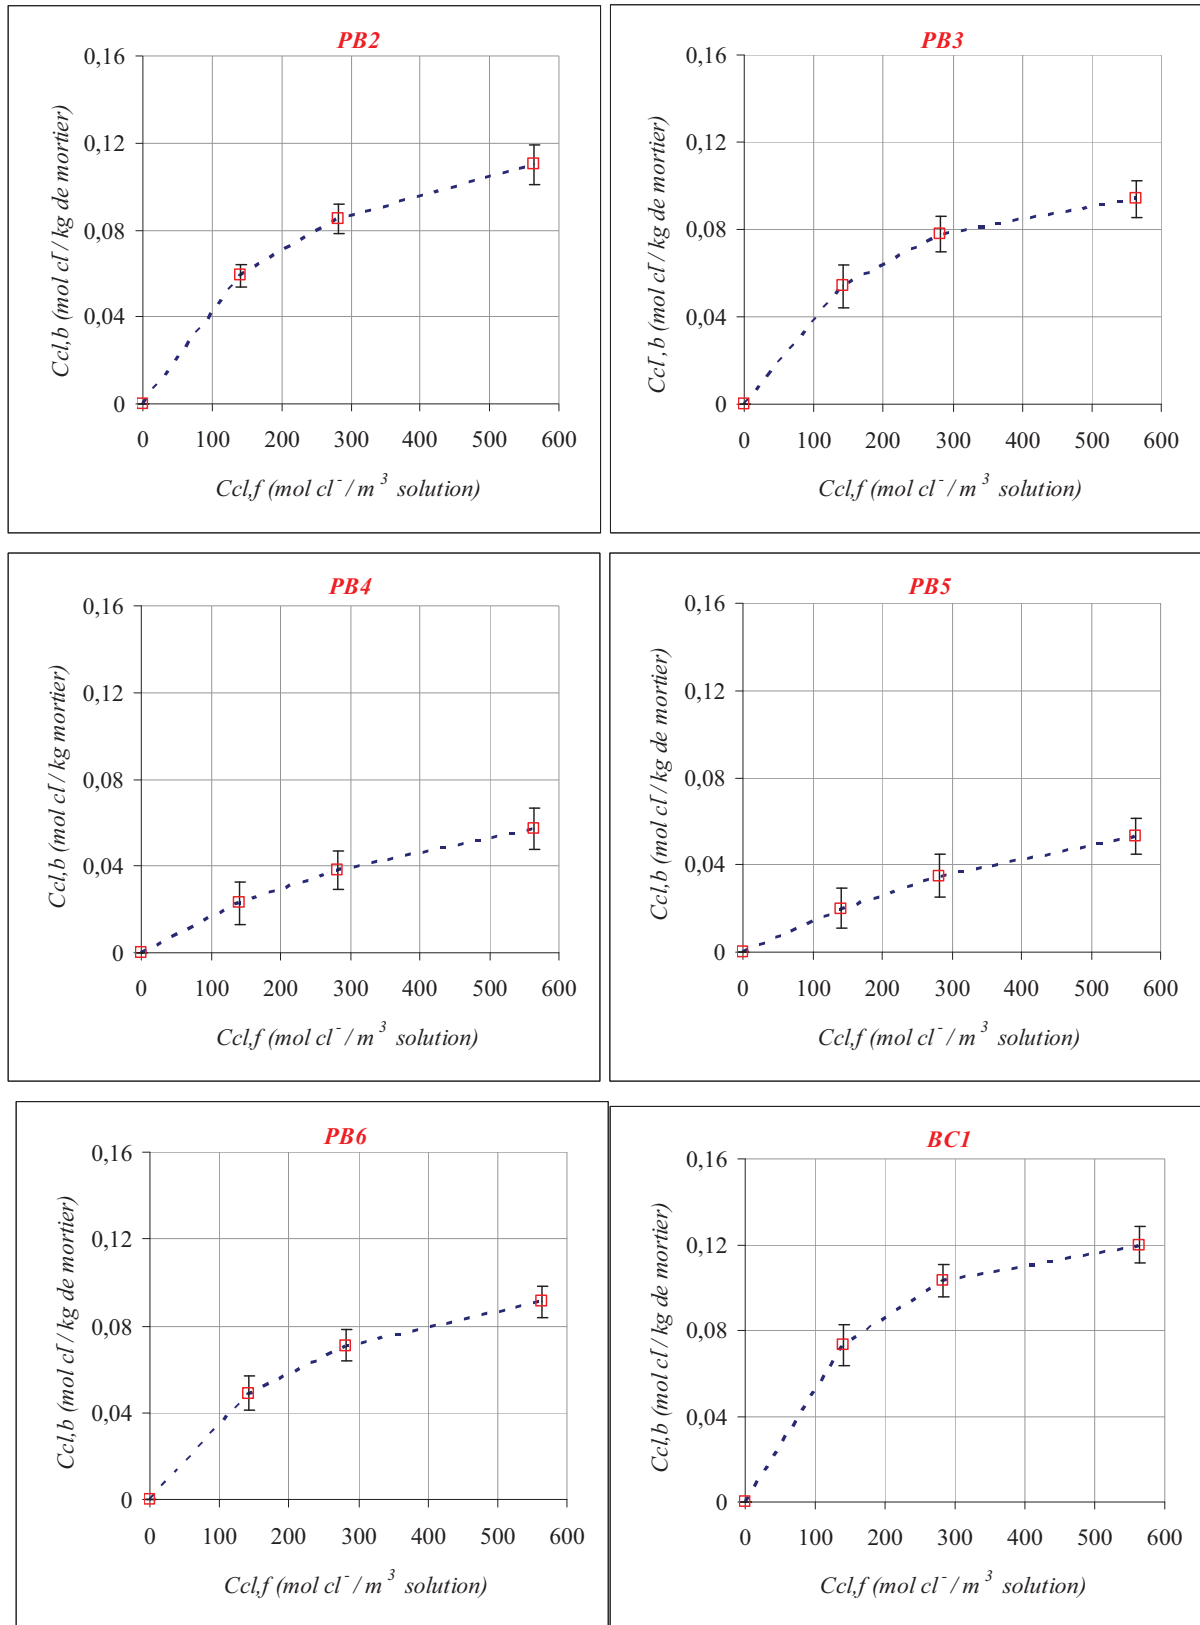 PB2
0,16
0,12
0,08
0,04
0
0 100 200 300 400 500 600
Ccl,b (mol cl⁻/ kg de mortier)
Ccl,f (mol cl⁻ / m³ solution)
PB3
0,16
0,12
0,08
0,04
0
0 100 200 300 400 500 600
Ccl⁻,b (mol cl⁻/ kg de mortier)
Ccl,f (mol cl⁻ / m³ solution)
PB4
0,16
0,12
0,08
0,04
0
0 100 200 300 400 500 600
Ccl,b (mol cl⁻/ kg mortier)
Ccl,f (mol cl⁻ / m³ solution)
PB5
0,16
0,12
0,08
0,04
0
0 100 200 300 400 500 600
Ccl,b (mol cl⁻/ kg de mortier)
Ccl,f (mol cl⁻ / m³ solution)
PB6
0,16
0,12
0,08
0,04
0
0 100 200 300 400 500 600
Ccl,b (mol cl⁻/ kg de mortier)
Ccl,f (mol cl⁻ / m³ solution)
BC1
0,16
0,12
0,08
0,04
0
0 100 200 300 400 500 600
Ccl,b (mol cl⁻/ kg de mortier)
Ccl,f (mol cl⁻ / m³ solution)